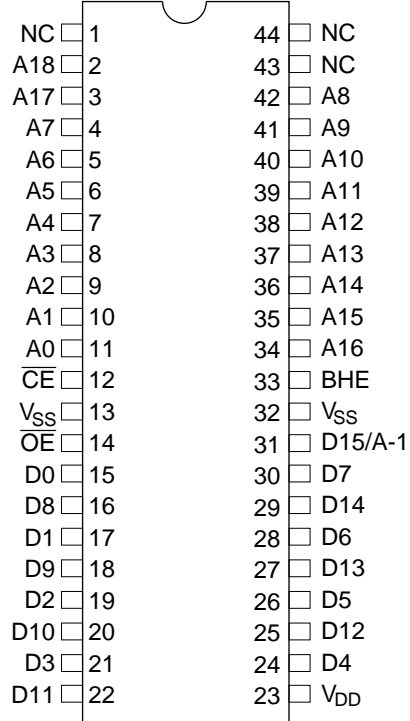 NC 1 44 NC
A18 2 43 NC
A17 3 42 A8
A7 4 41 A9
A6 5 40 A10
A5 6 39 A11
A4 7 38 A12
A3 8 37 A13
A2 9 36 A14
A1 10 35 A15
A0 11 34 A16
C̅E̅ 12 33 BHE
VSS 13 32 VSS
O̅E̅ 14 31 D15/A-1
D0 15 30 D7
D8 16 29 D14
D1 17 28 D6
D9 18 27 D13
D2 19 26 D5
D10 20 25 D12
D3 21 24 D4
D11 22 23 VDD